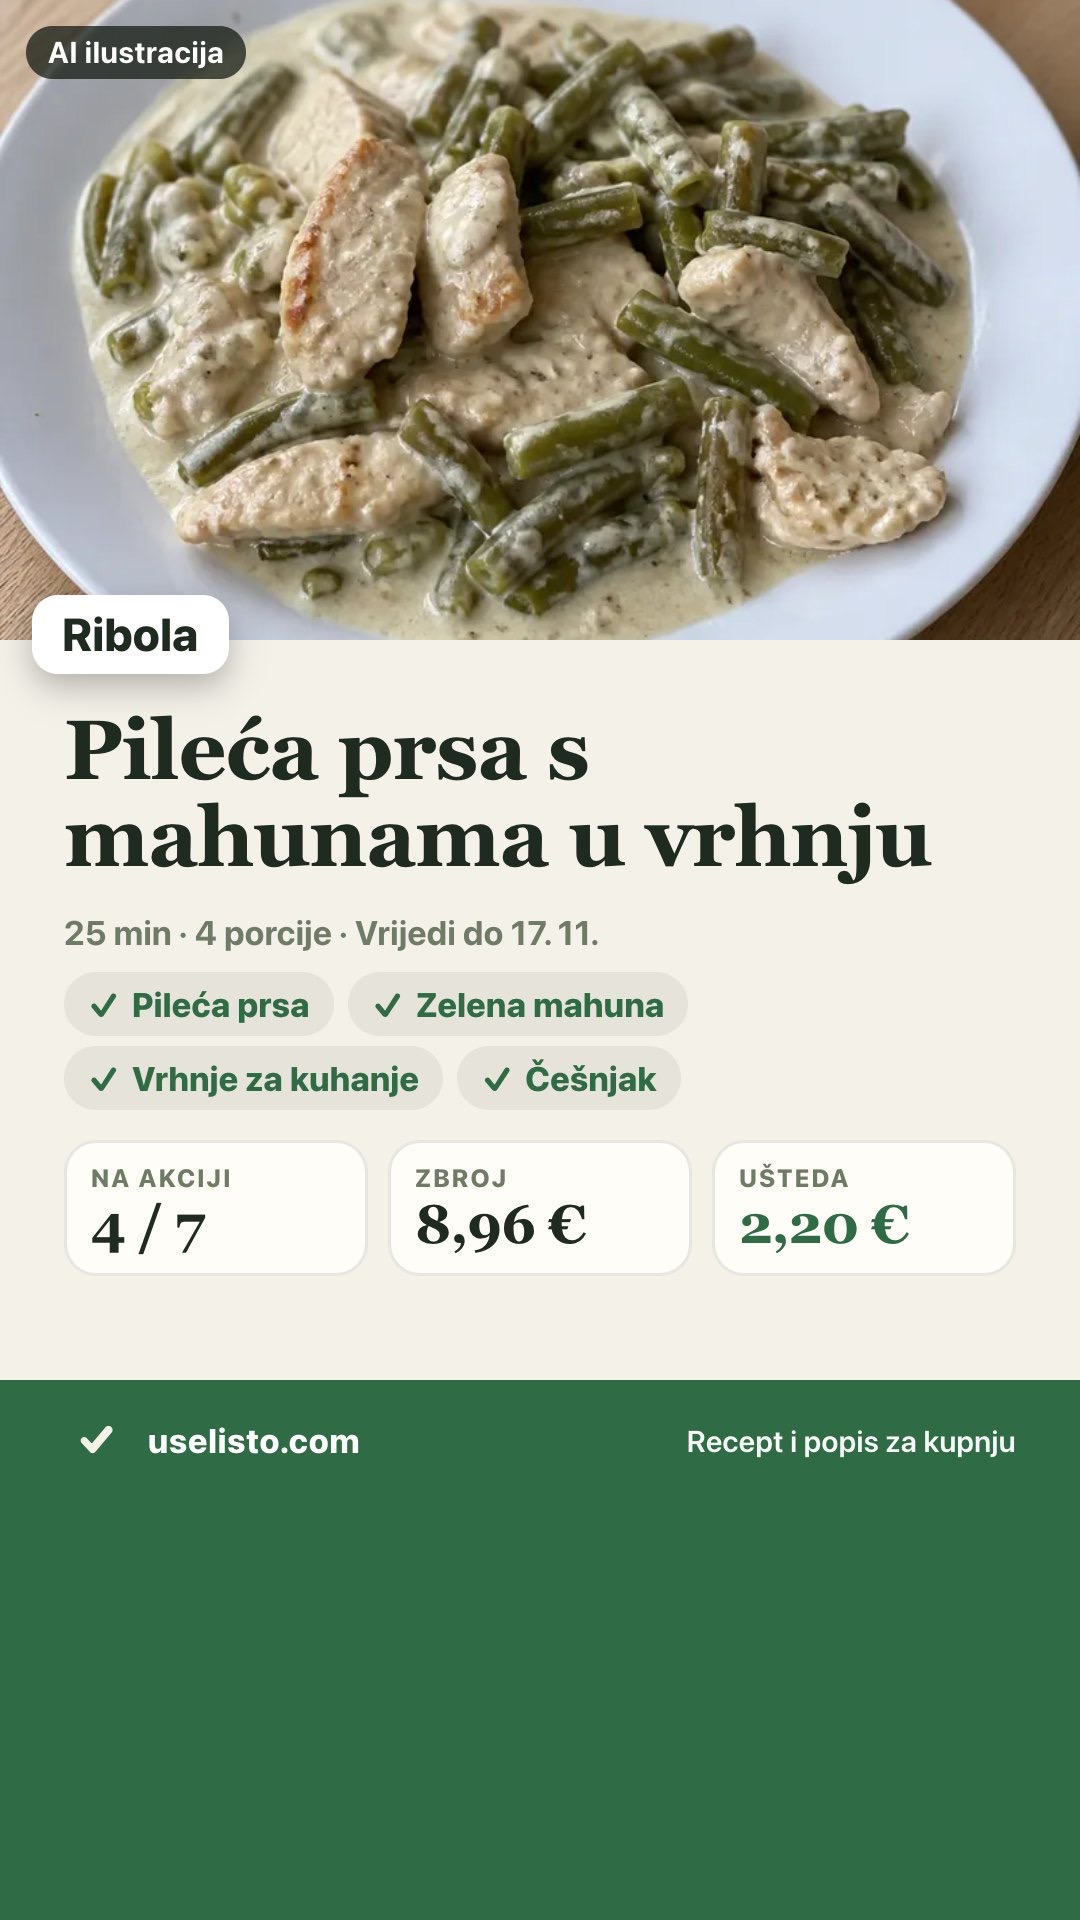 AI ilustracija
Ribola
Pileća prsa s
mahunama u vrhnju
25 min · 4 porcije · Vrijedi do 17. 11.
Pileća prsa
Zelena mahuna
Vrhnje za kuhanje
Češnjak
NA AKCIJI
4 / 7
ZBROJ
8,96 €
UŠTEDA
2,20 €
uselisto.com
Recept i popis za kupnju